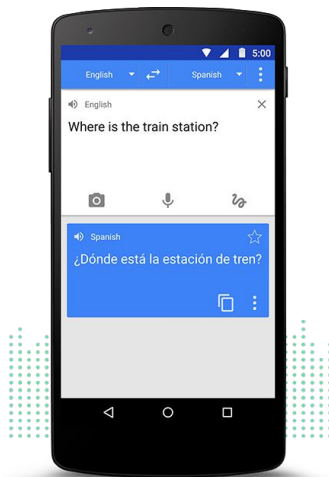 5:00
English Spanish
English
Where is the train station?
Spanish
¿Dónde está la estación de tren?